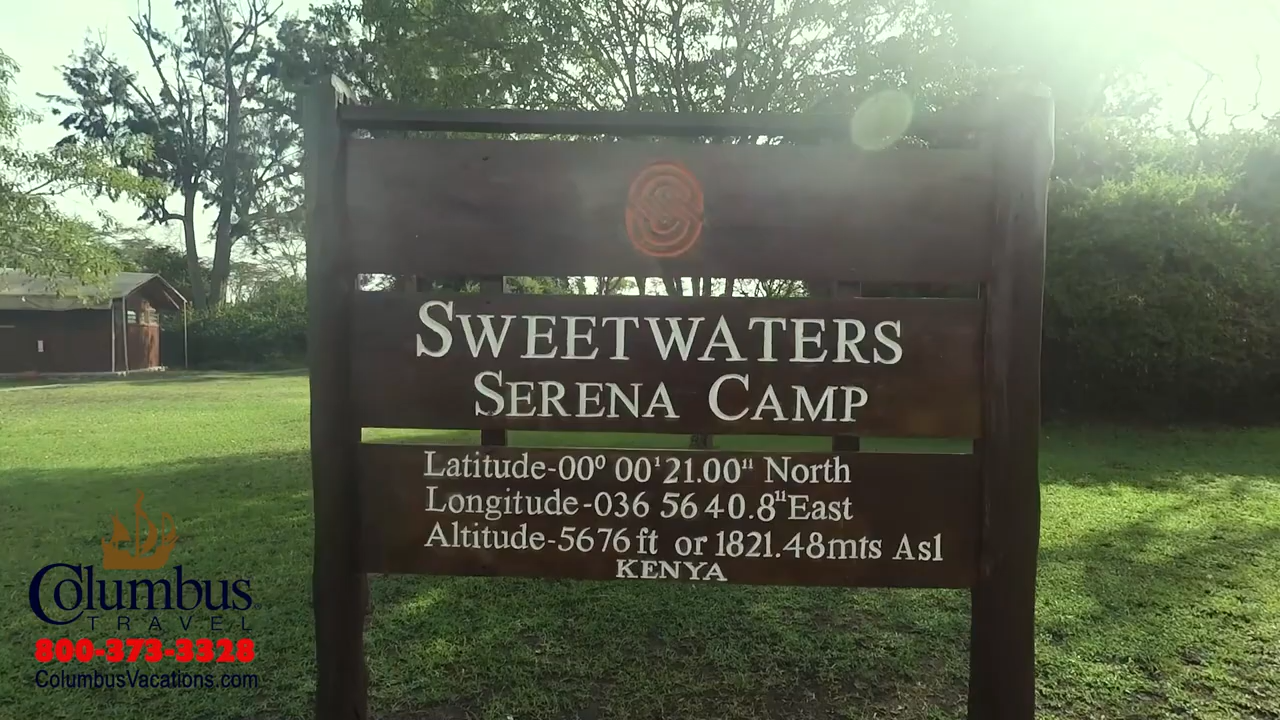 SWEETWATERS
SERENA CAMP
Latitude-00⁰ 00'21.00" North
Longitude-036 56 40.8"East
Altitude-5676 ft or 1821.48mts Asl
KENYA
Columbus
TRAVEL
800-373-3328
ColumbusVacations.com